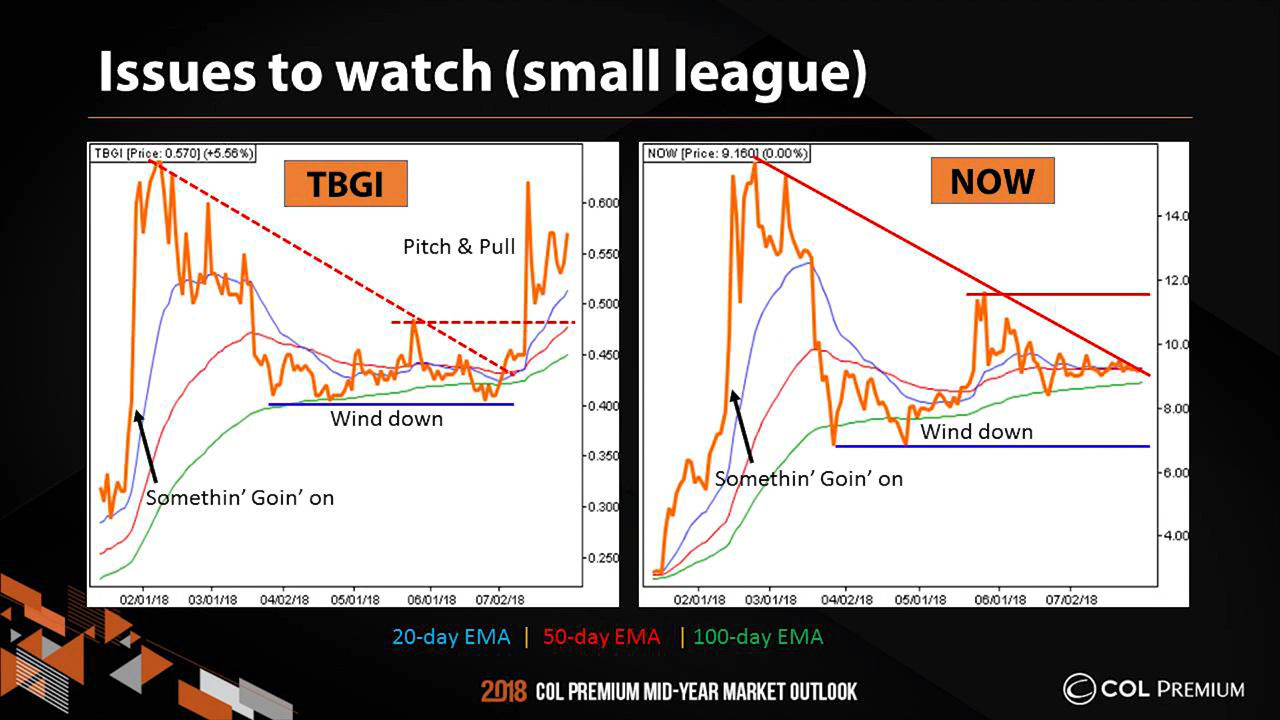 Issues to watch (small league)
TBGI [Price: 0.570] (+5.56%)
TBGI
Pitch & Pull
Wind down
Somethin' Goin' on
0.600
0.550
0.500
0.450
0.400
0.350
0.300
0.250
02/01/18 03/01/18 04/02/18 05/01/18 06/01/18 07/02/18
NOW [Price: 9.160] (0.00%)
NOW
Wind down
Somethin' Goin' on
14.0
12.0
10.0
8.00
6.00
4.00
02/01/18 03/01/18 04/02/18 05/01/18 06/01/18 07/02/18
20-day EMA | 50-day EMA | 100-day EMA
2018 COL PREMIUM MID-YEAR MARKET OUTLOOK
COL PREMIUM